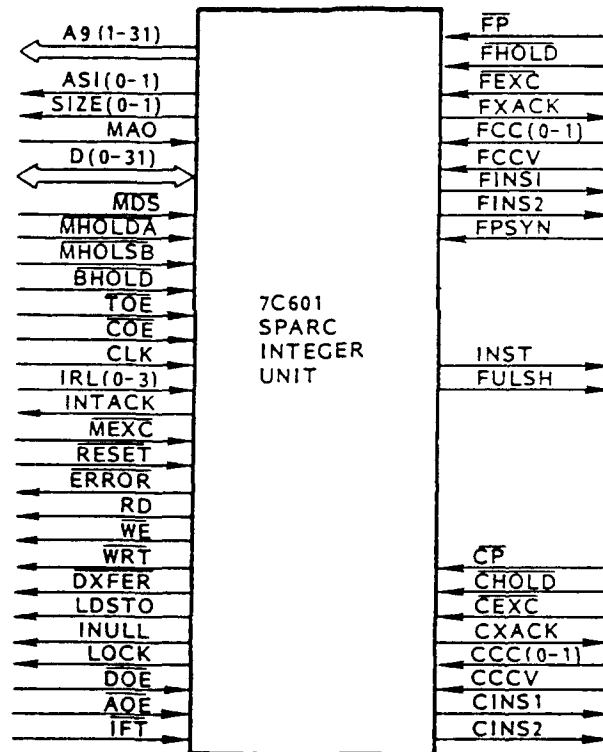 A9(1-31)
ASI(0-1)
SIZE(0-1)
MAO
D(0-31)
MDS
MHOLDA
MHOLSB
BHOLD
TOE
COE
CLK
IRL(0-3)
INTACK
MEXC
RESET
ERROR
RD
WE
WRT
DXFER
LDSTO
INULL
LOCK
DOE
AOE
IFT
7C601
SPARC
INTEGER
UNIT
FP
FHOLD
FEXC
FXACK
FCC(0-1)
FCCV
FINS1
FINS2
FPSYN
INST
FULSH
CP
CHOLD
CEXC
CXACK
CCC(0-1)
CCCV
CINS1
CINS2